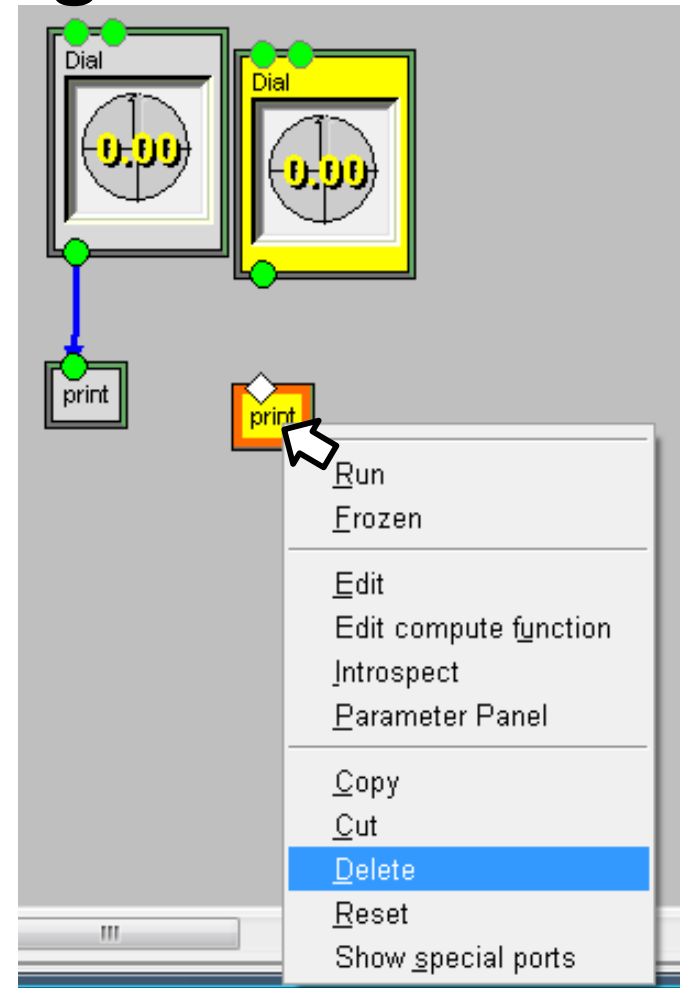 Dial
Dial
0.00
0.00
print
print
Run
Frozen
Edit
Edit compute function
Introspect
Parameter Panel
Copy
Cut
Delete
Reset
Show special ports